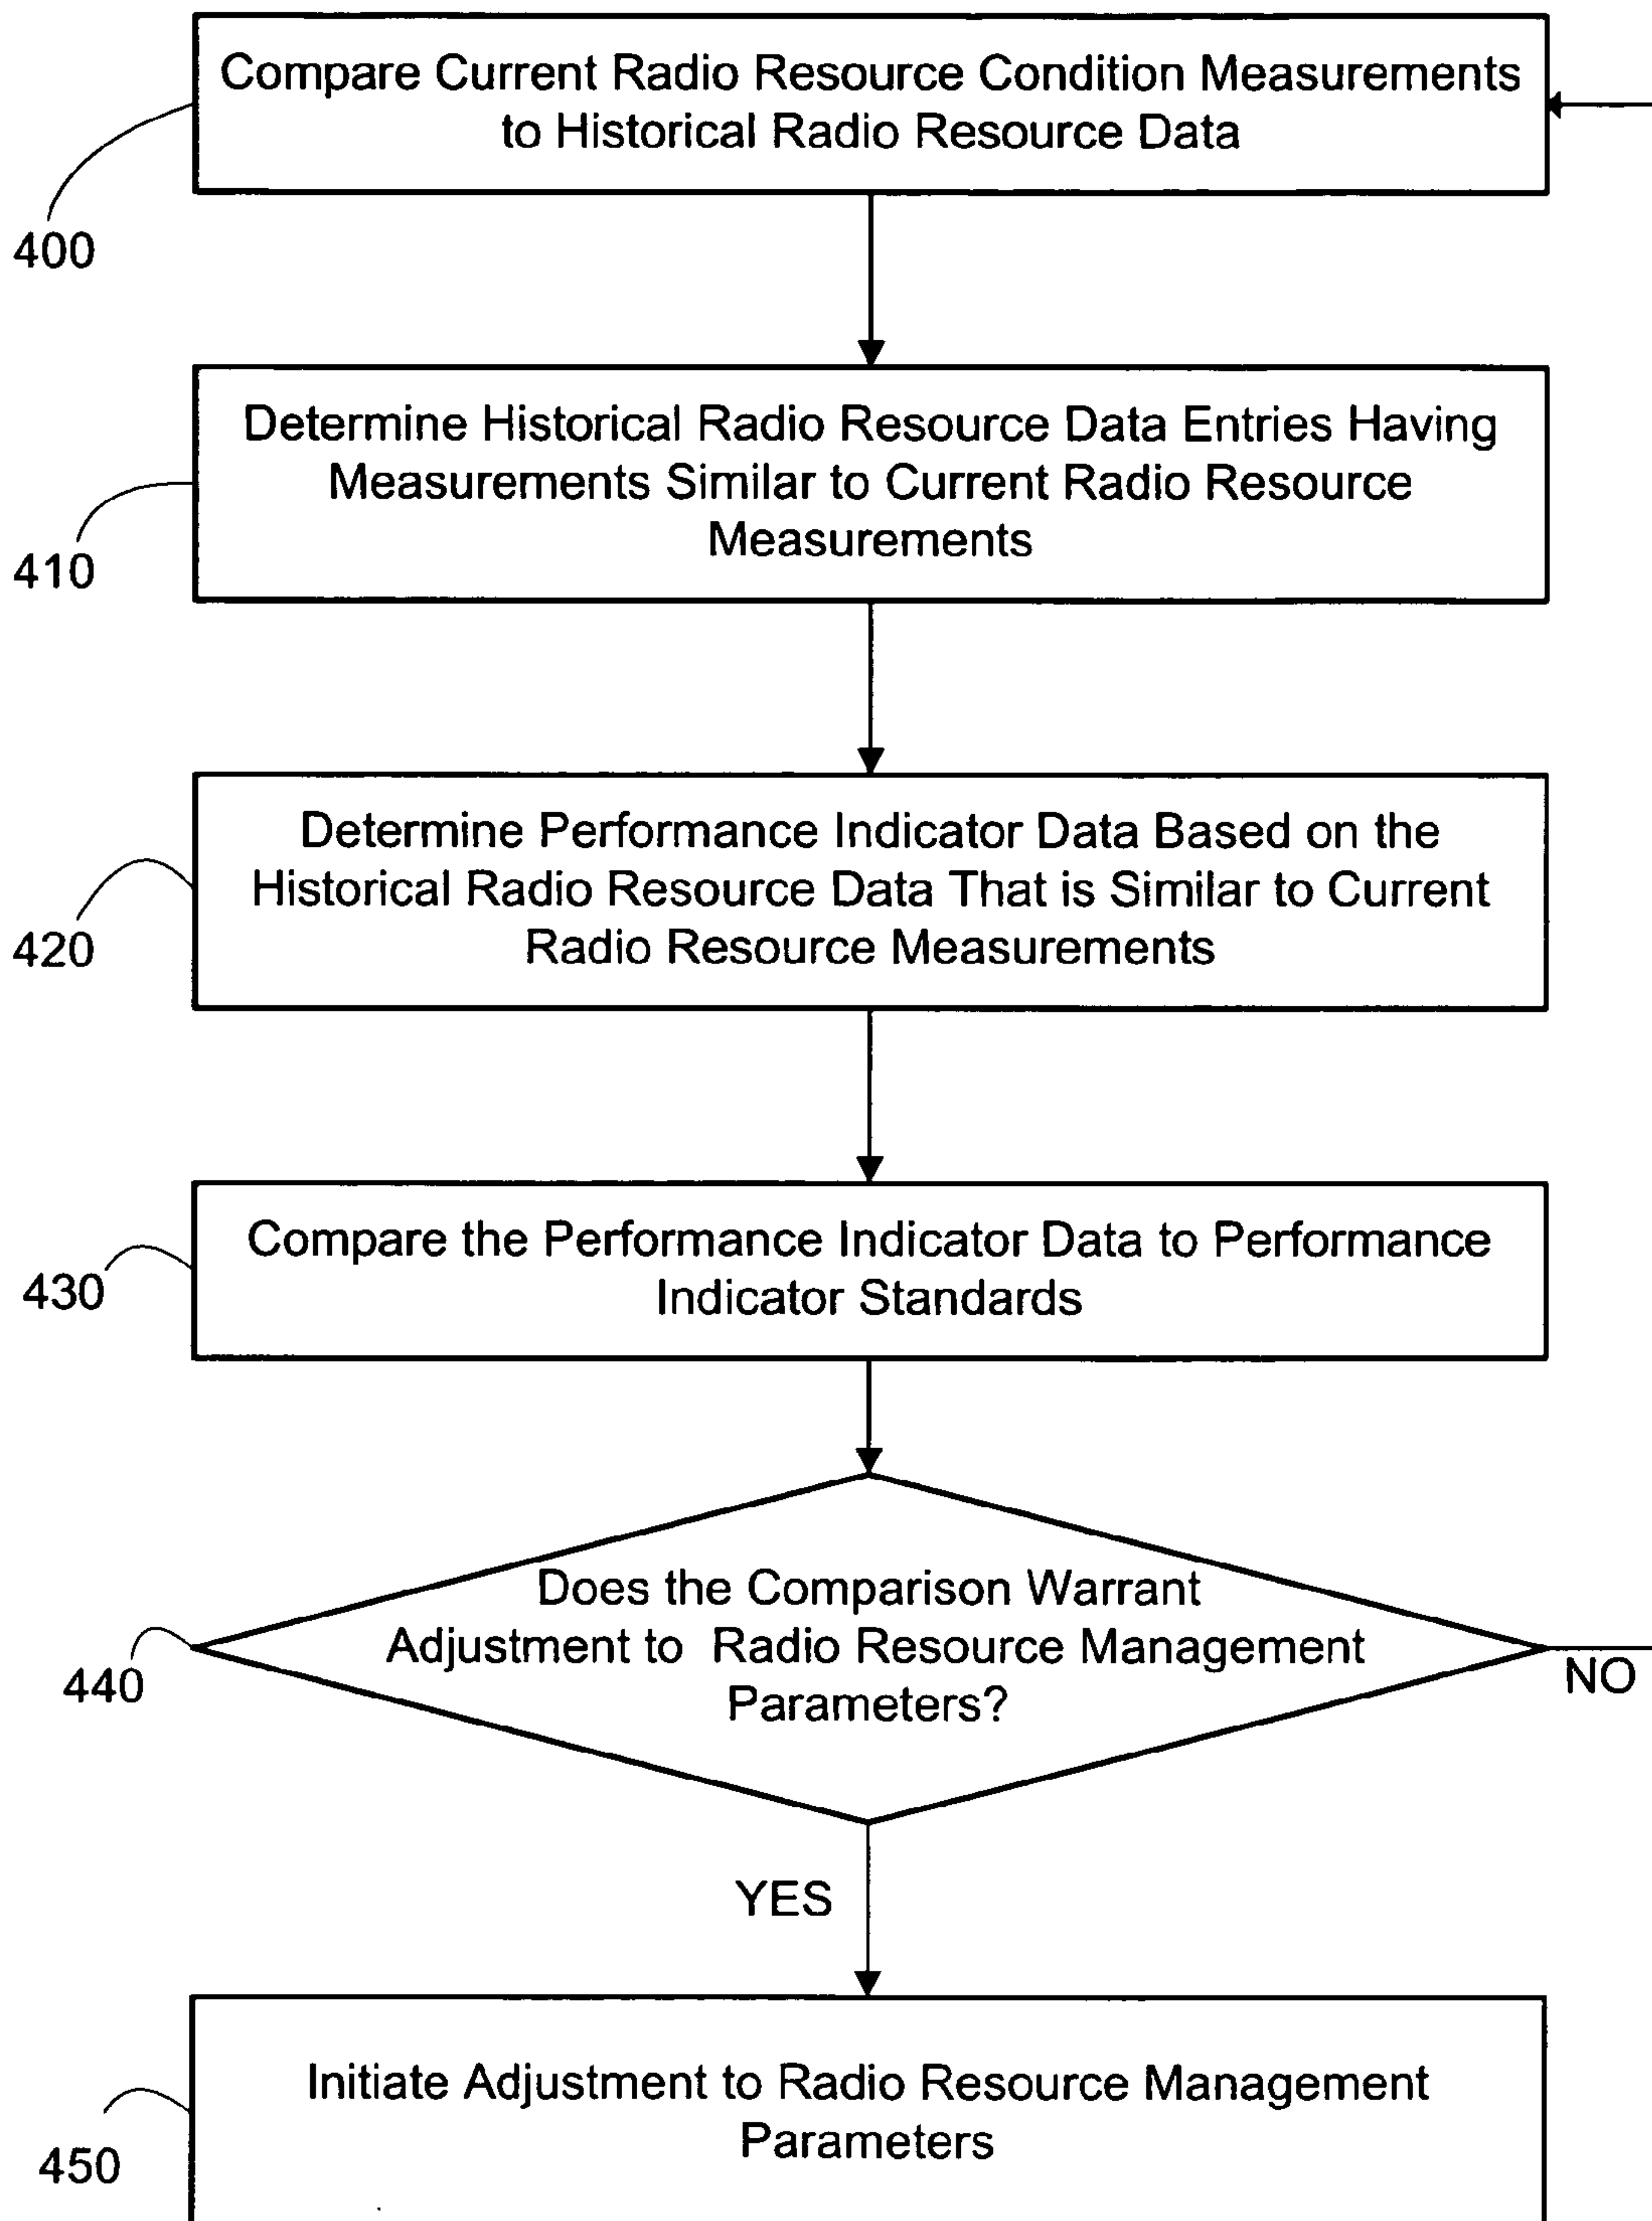 Compare Current Radio Resource Condition Measurements
to Historical Radio Resource Data
400
Determine Historical Radio Resource Data Entries Having
Measurements Similar to Current Radio Resource
Measurements
410
Determine Performance Indicator Data Based on the
Historical Radio Resource Data That is Similar to Current
Radio Resource Measurements
420
Compare the Performance Indicator Data to Performance
Indicator Standards
430
Does the Comparison Warrant
Adjustment to Radio Resource Management
Parameters?
440
NO
YES
Initiate Adjustment to Radio Resource Management
Parameters
450